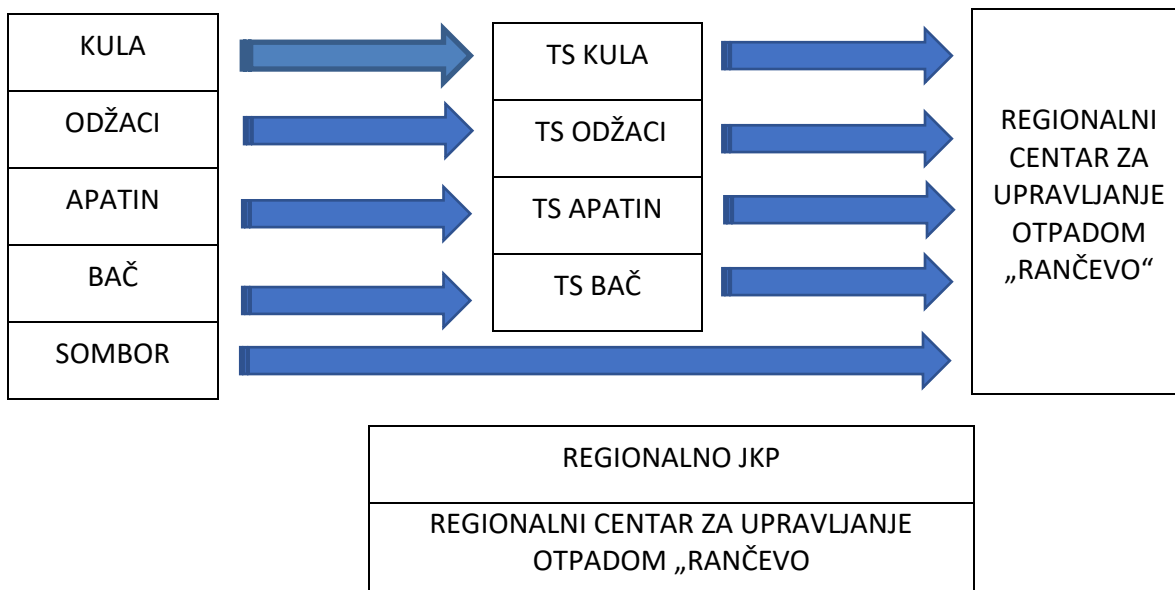 KULA
ODŽACI
APATIN
BAČ
SOMBOR
TS KULA
TS ODŽACI
TS APATIN
TS BAČ
REGIONALNI
CENTAR ZA
UPRAVLJANJE
OTPADOM
„RANČEVO“
REGIONALNO JKP
REGIONALNI CENTAR ZA UPRAVLJANJE
OTPADOM „RANČEVO